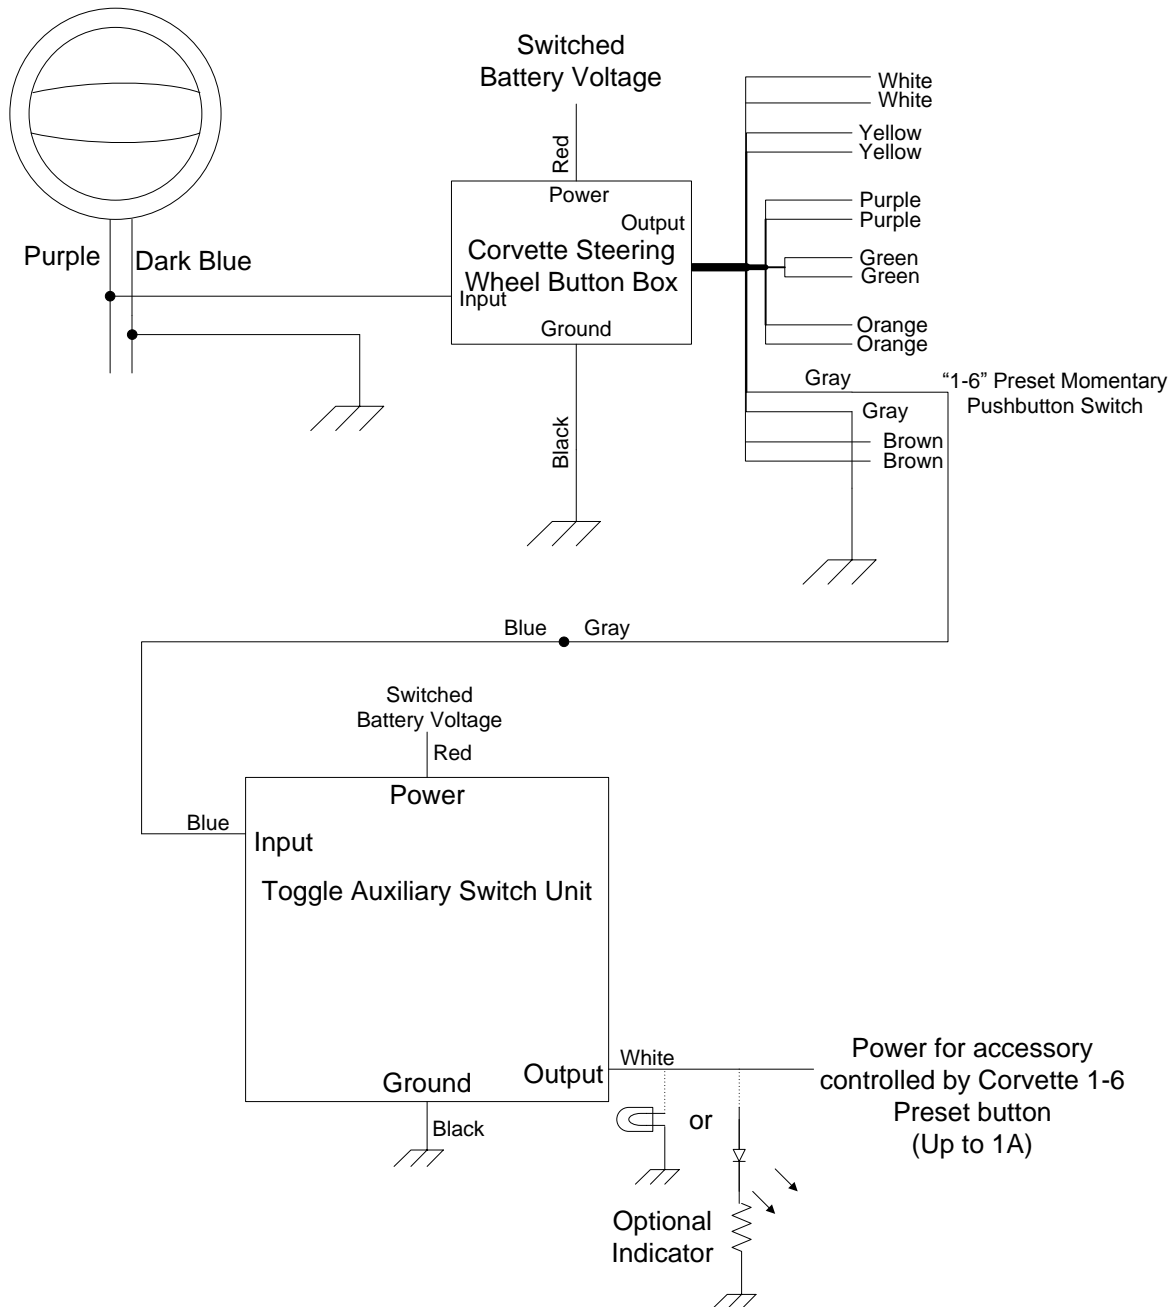 Switched
Battery Voltage
Red
Power
Output
Corvette Steering
Wheel Button Box
Input
Ground
Black
Purple
Dark Blue
White
White
Yellow
Yellow
Purple
Purple
Green
Green
Orange
Orange
Gray
“1-6” Preset Momentary
Pushbutton Switch
Gray
Brown
Brown
Blue
Gray
Switched
Battery Voltage
Red
Power
Blue
Input
Toggle Auxiliary Switch Unit
Ground
Output
Black
White
or
Optional
Indicator
Power for accessory
controlled by Corvette 1-6
Preset button
(Up to 1A)